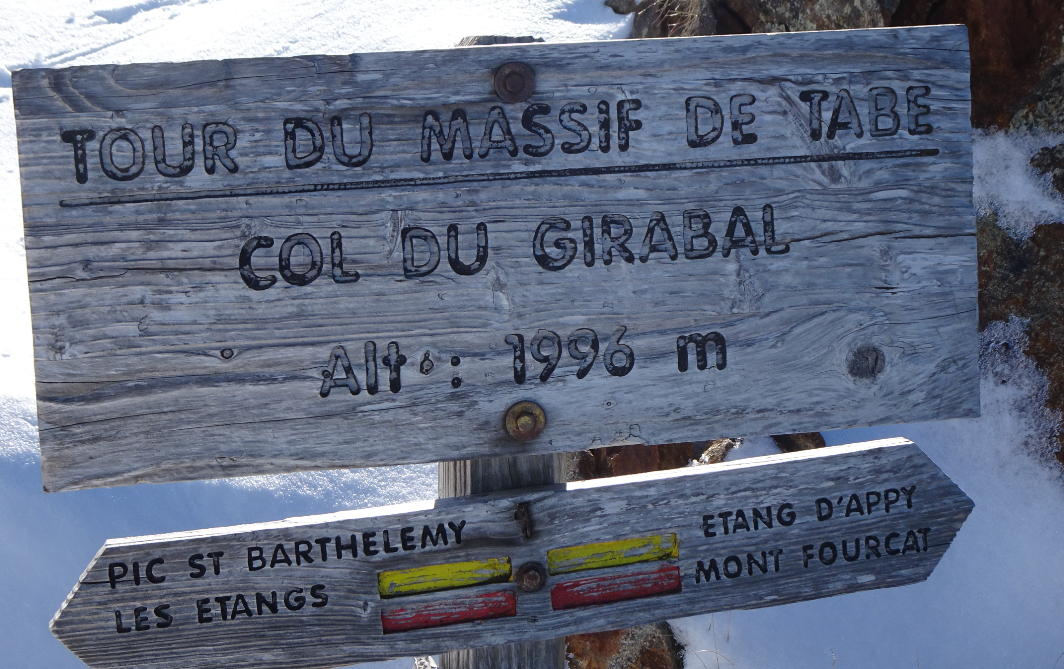 TOUR DU MASSIF DE TABE
COL DU GIRABAL
Alt : 1996 m
PIC ST BARTHELEMY
LES ETANGS
ETANG D'APPY
MONT FOURCAT